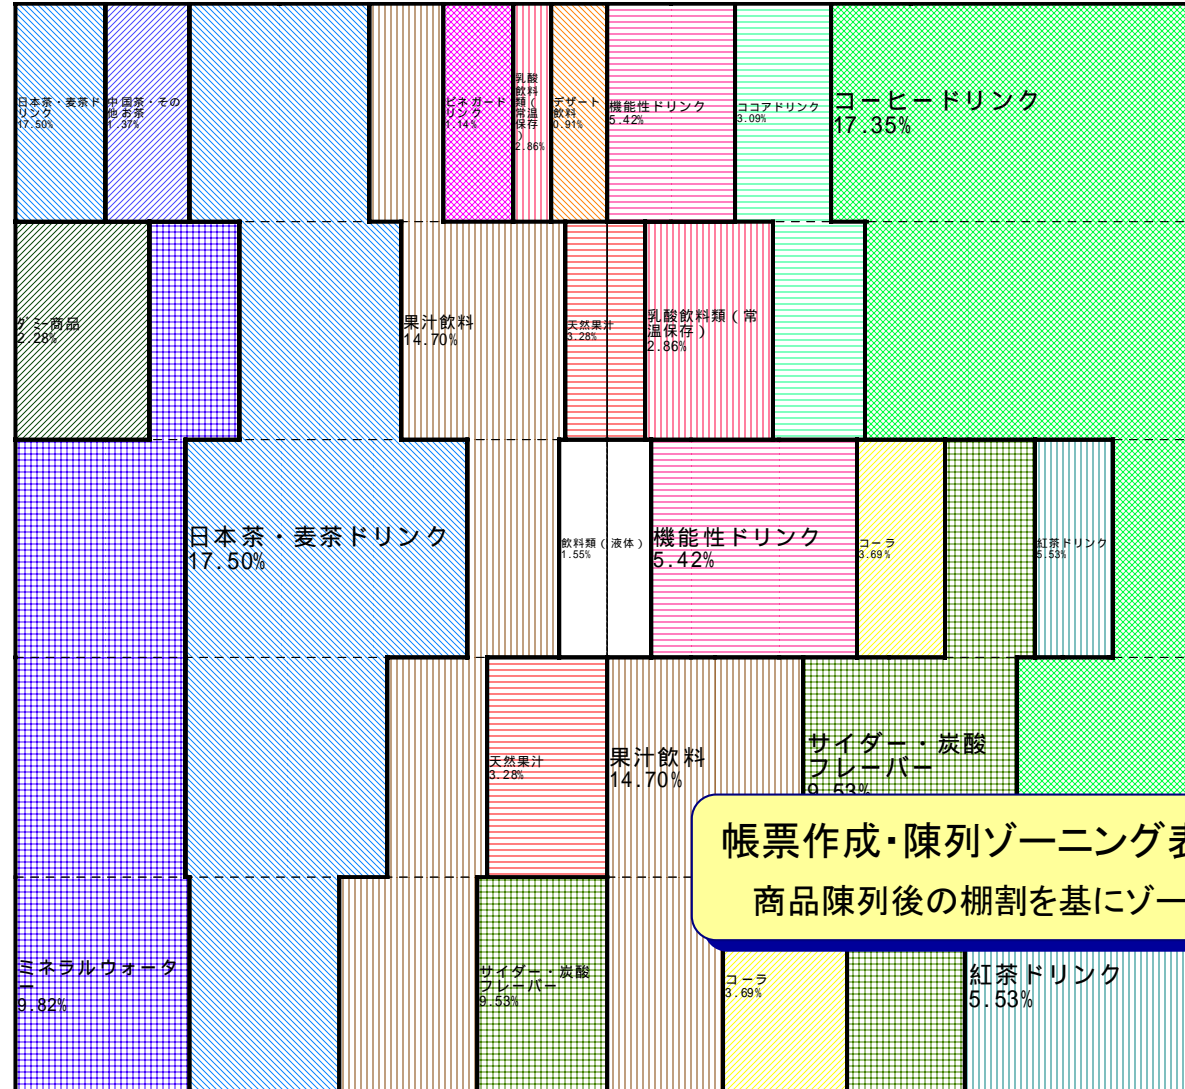 日本茶・麦茶ド
リンク
17.50%
中国茶・その
他お茶
1.37%
ビネガード
リンク
1.14%
乳酸
飲料
類(
常温
保存
)
2.86%
デザート
飲料
0.91%
機能性ドリンク
5.42%
ココアドリンク
3.09%
コーヒードリンク
17.35%
ダミー商品
2.28%
果汁飲料
14.70%
天然果汁
3.28%
乳酸飲料類(常
温保存)
2.86%
日本茶・麦茶ドリンク
17.50%
飲料類(液体)
1.55%
機能性ドリンク
5.42%
コーラ
3.69%
紅茶ドリンク
5.53%
天然果汁
3.28%
果汁飲料
14.70%
サイダー・炭酸
フレーバー
9.53%
帳票作成・陳列ゾーニング表
商品陳列後の棚割を基にゾー
ミネラルウォータ
ー
9.82%
サイダー・炭酸
フレーバー
9.53%
コーラ
3.69%
紅茶ドリンク
5.53%